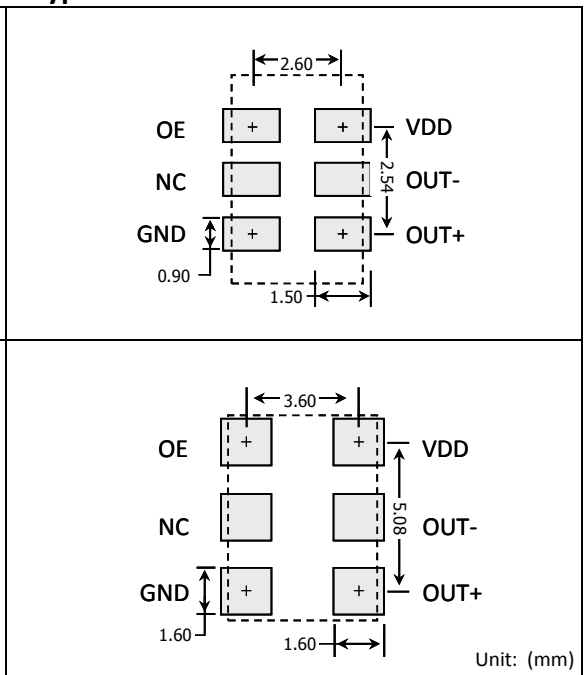 2.60
OE VDD
2.54
NC OUT-
GND OUT+
0.90
1.50
3.60
OE VDD
5.08
NC OUT-
GND OUT+
1.60
1.60
Unit: (mm)